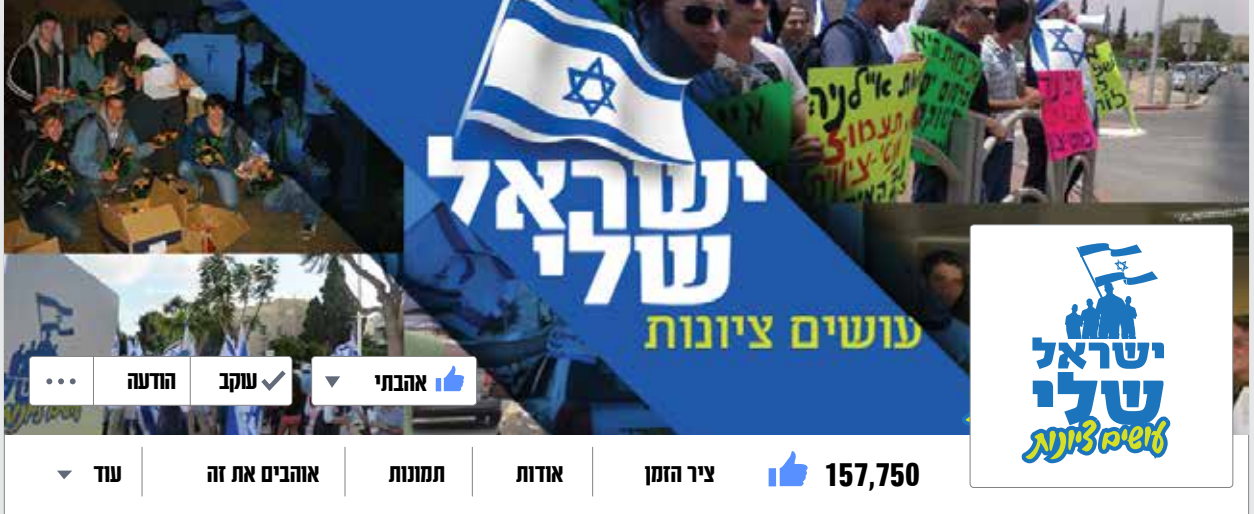 ישראל
שלי
עושים ציונות
ישראל
שלי
עושים ציונות
אהבתי
עוקב
הודעה
157,750
ציר הזמן
אודות
תמונות
אוהבים את זה
עוד